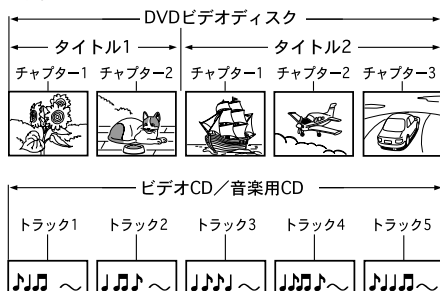 DVDビデオディスク
タイトル1 タイトル2
チャプター1 チャプター2 チャプター1 チャプター2 チャプター3
ビデオCD／音楽用CD
トラック1 トラック2 トラック3 トラック4 トラック5